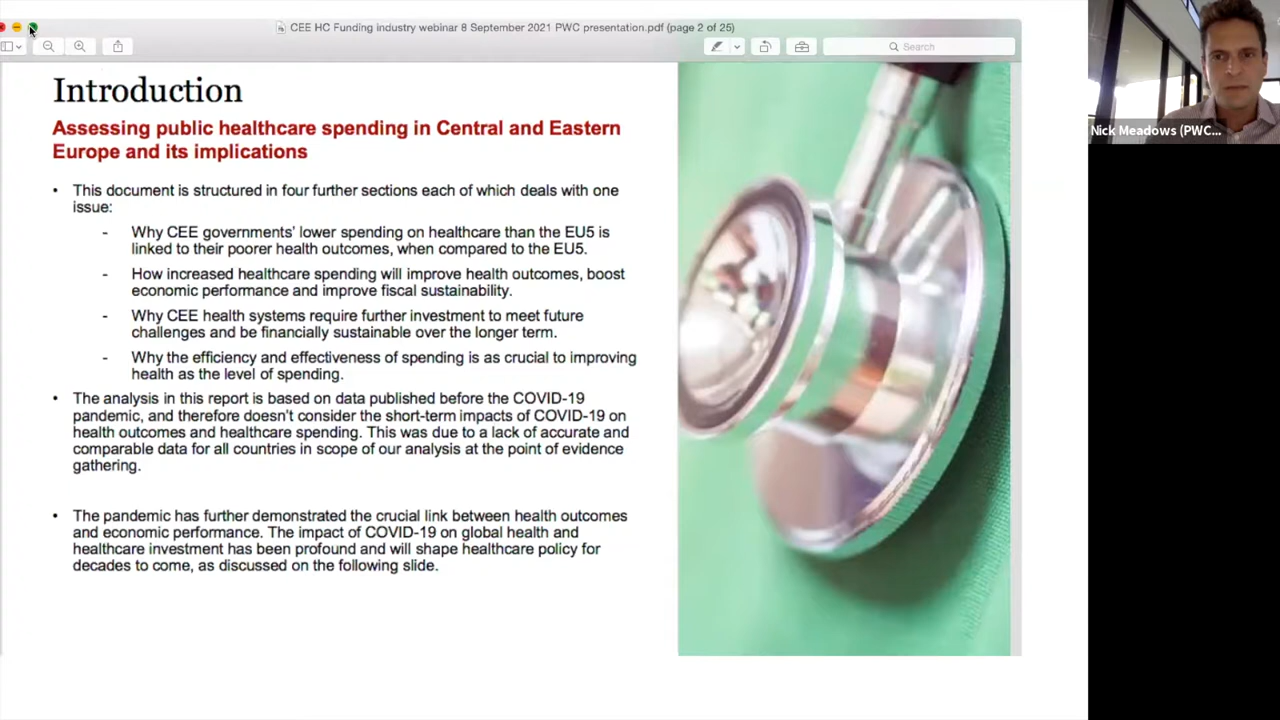 CEE HC Funding industry webinar 8 September 2021 PWC presentation.pdf (page 2 of 25)
Search
Introduction
Assessing public healthcare spending in Central and Eastern
Europe and its implications
• This document is structured in four further sections each of which deals with one
issue:
- Why CEE governments' lower spending on healthcare than the EU5 is
linked to their poorer health outcomes, when compared to the EU5.
- How increased healthcare spending will improve health outcomes, boost
economic performance and improve fiscal sustainability.
- Why CEE health systems require further investment to meet future
challenges and be financially sustainable over the longer term.
- Why the efficiency and effectiveness of spending is as crucial to improving
health as the level of spending.
• The analysis in this report is based on data published before the COVID-19
pandemic, and therefore doesn't consider the short-term impacts of COVID-19 on
health outcomes and healthcare spending. This was due to a lack of accurate and
comparable data for all countries in scope of our analysis at the point of evidence
gathering.
• The pandemic has further demonstrated the crucial link between health outcomes
and economic performance. The impact of COVID-19 on global health and
healthcare investment has been profound and will shape healthcare policy for
decades to come, as discussed on the following slide.
Nick Meadows (PWC...